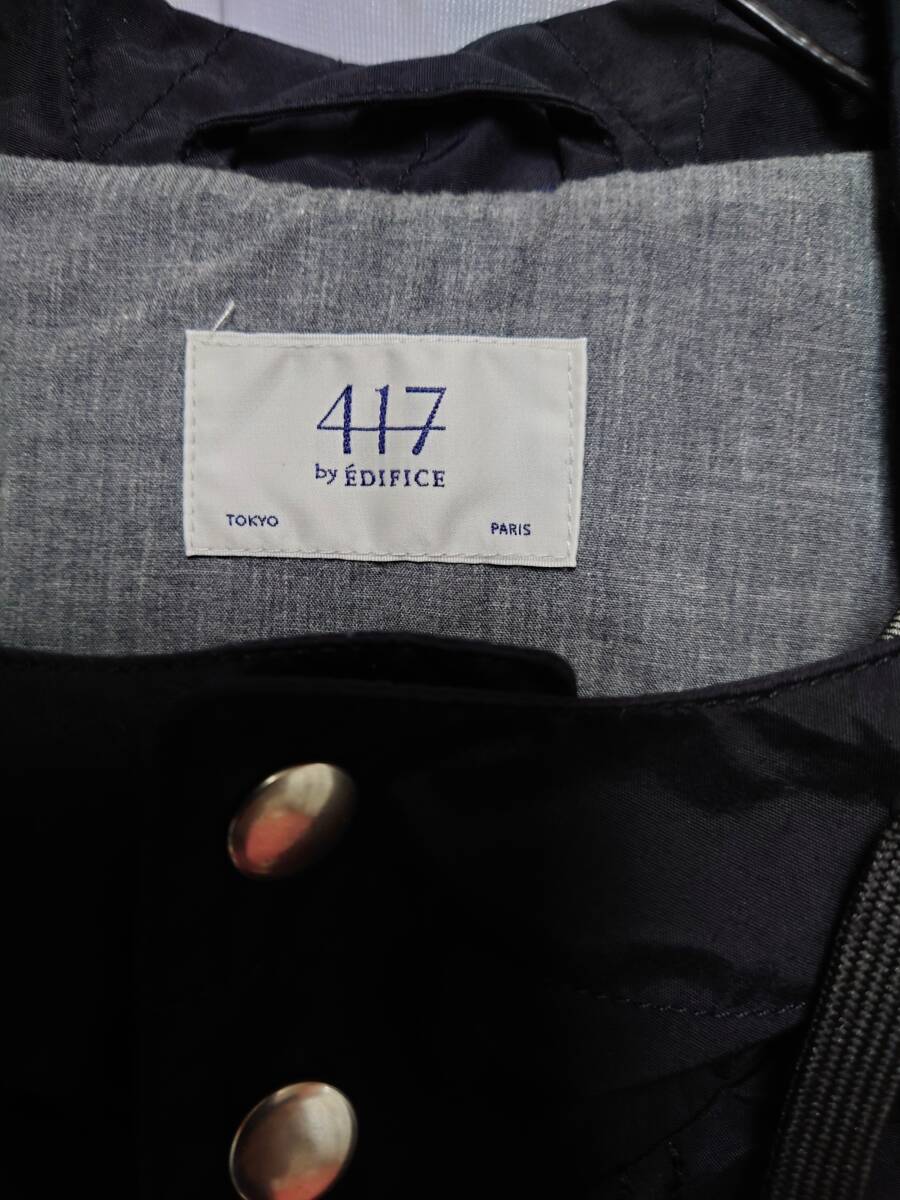 417
by ÉDIFICE
TOKYO PARIS